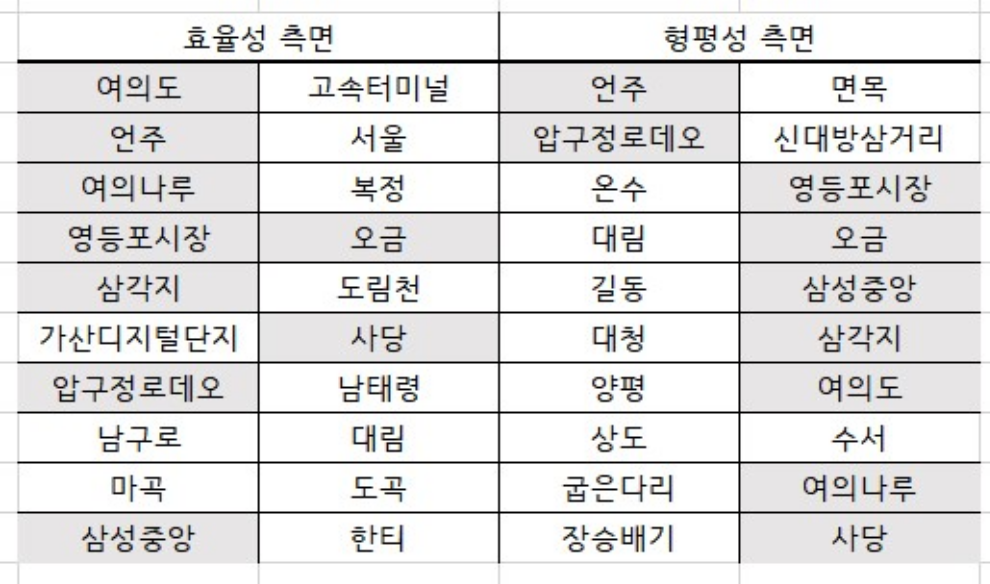 효율성 측면 형평성 측면
여의도 고속터미널 언주 면목
언주 서울 압구정로데오 신대방삼거리
여의나루 복정 온수 영등포시장
영등포시장 오금 대림 오금
삼각지 도림천 길동 삼성중앙
가산디지털단지 사당 대청 삼각지
압구정로데오 남태령 양평 여의도
남구로 대림 상도 수서
마곡 도곡 굽은다리 여의나루
삼성중앙 한티 장승배기 사당